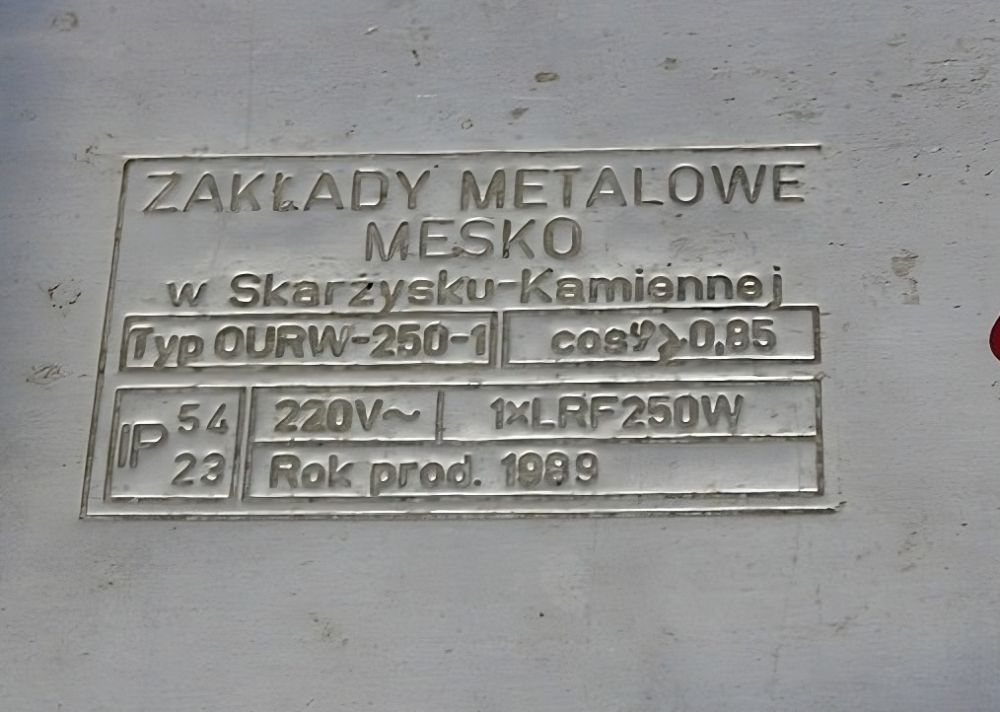 ZAKŁADY METALOWE
MESKO
w Skarżysku-Kamiennej
Typ OURW-250-1 cosφ⩾0,85
IP 54 23
220V~ 1xLRF250W
Rok prod. 1989